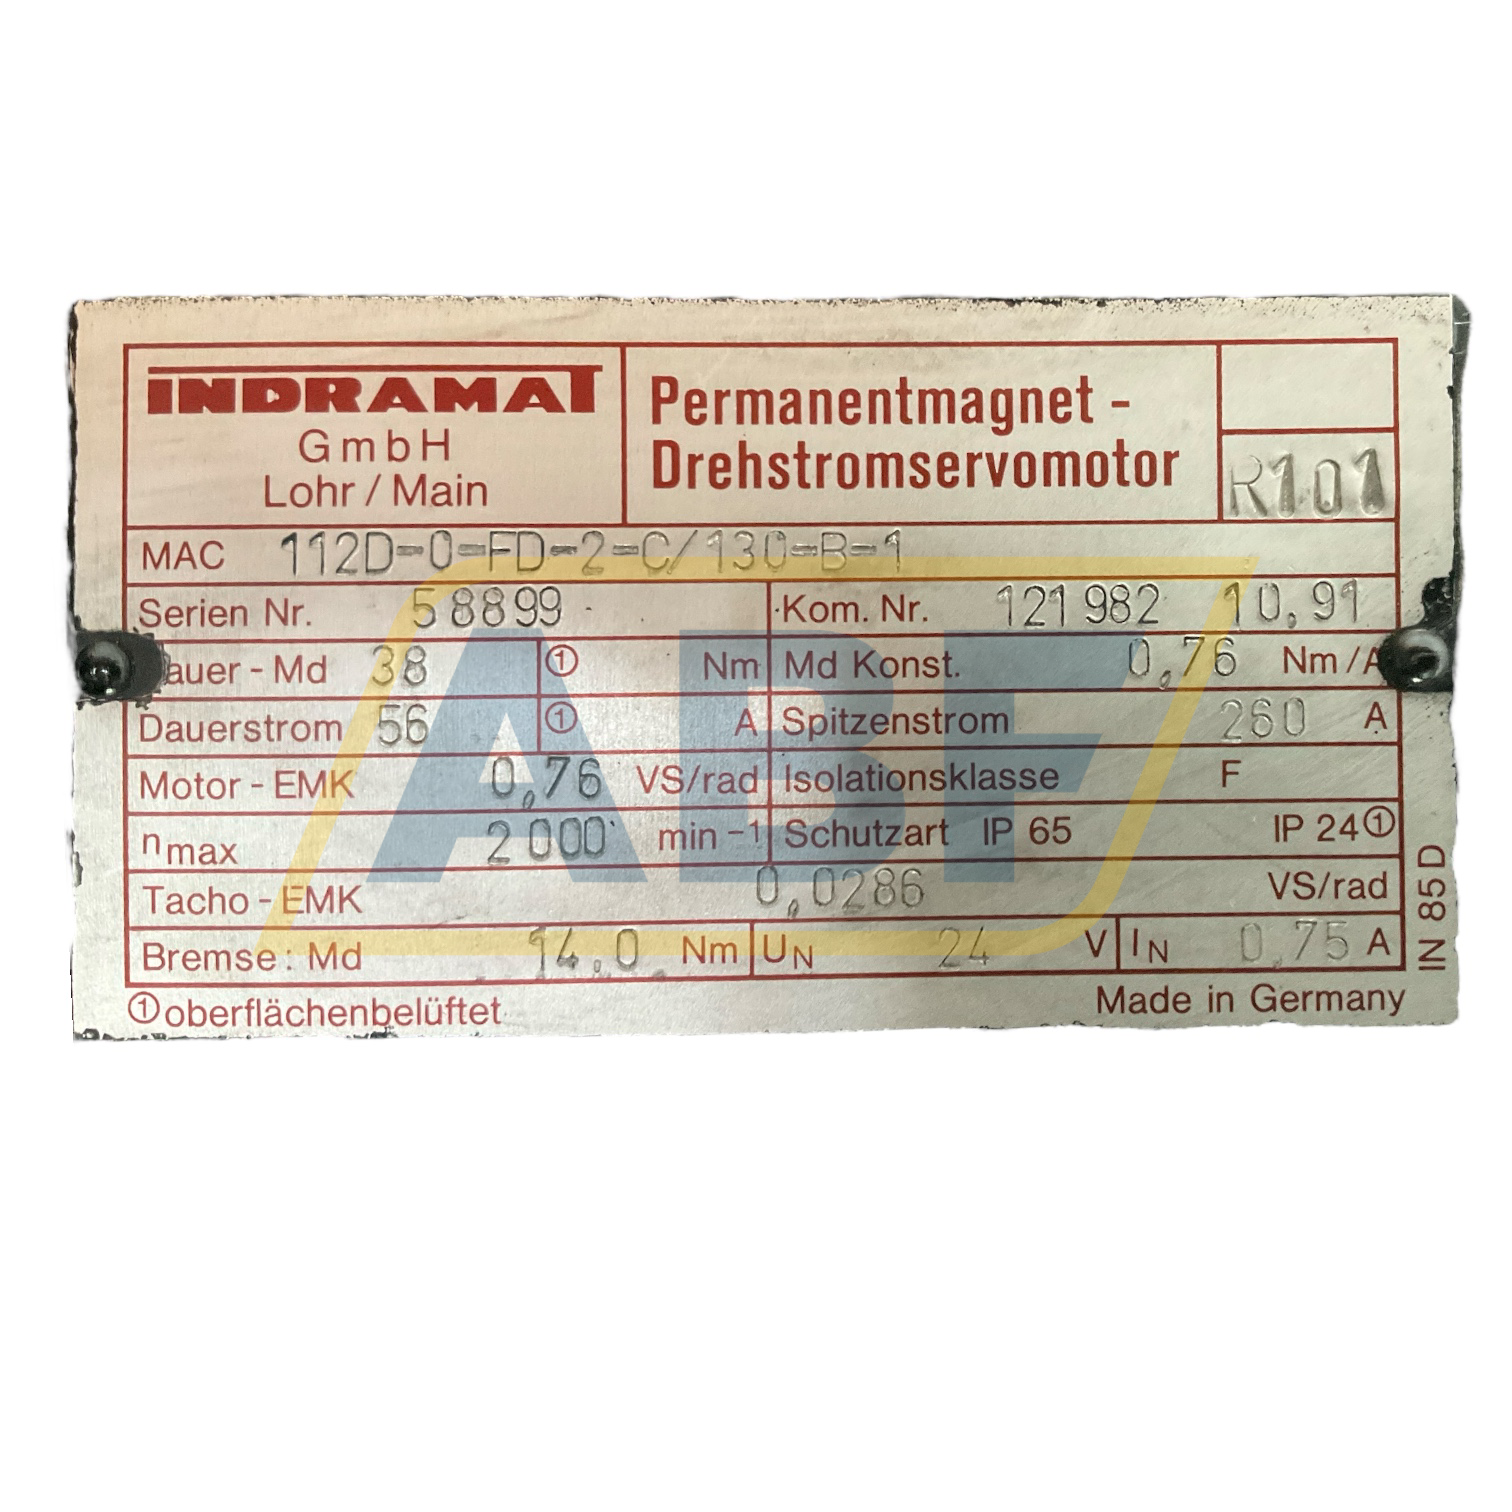 INDRAMAT
GmbH
Lohr / Main
Permanentmagnet -
Drehstromservomotor
R101
MAC 112D-0-FD-2-C/130-B-1
Serien Nr. 58899 Kom. Nr. 121982 10,91
auer - Md 38 ① Nm Md Konst. 0,76 Nm/A
Dauerstrom 56 ① A Spitzenstrom 260 A
Motor - EMK 0,76 VS/rad Isolationsklasse F
n max 2000 min -1 Schutzart IP 65 IP 24①
Tacho - EMK 0,0286 VS/rad
Bremse: Md 14,0 Nm UN 24 V IN 0,75 A
①oberflächenbelüftet
Made in Germany
IN 85 D
ABF